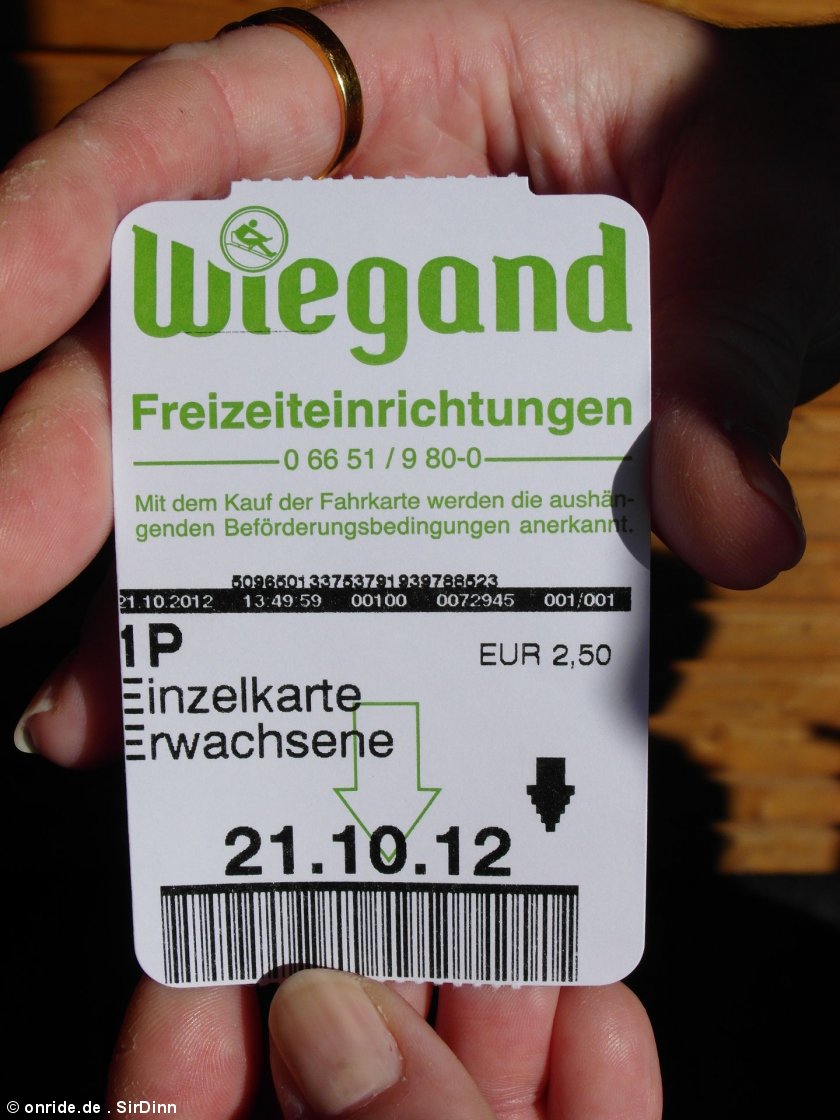 Wiegand
Freizeiteinrichtungen
0 66 51 / 9 80-0
Mit dem Kauf der Fahrkarte werden die aushän-
genden Beförderungsbedingungen anerkannt.
5096501337537919397885​23
21.10.2012 13:49:59 00100 0072945 001/001
1P
EUR 2,50
Einzelkarte
Erwachsene
21.10.12
© onride.de . SirDinn